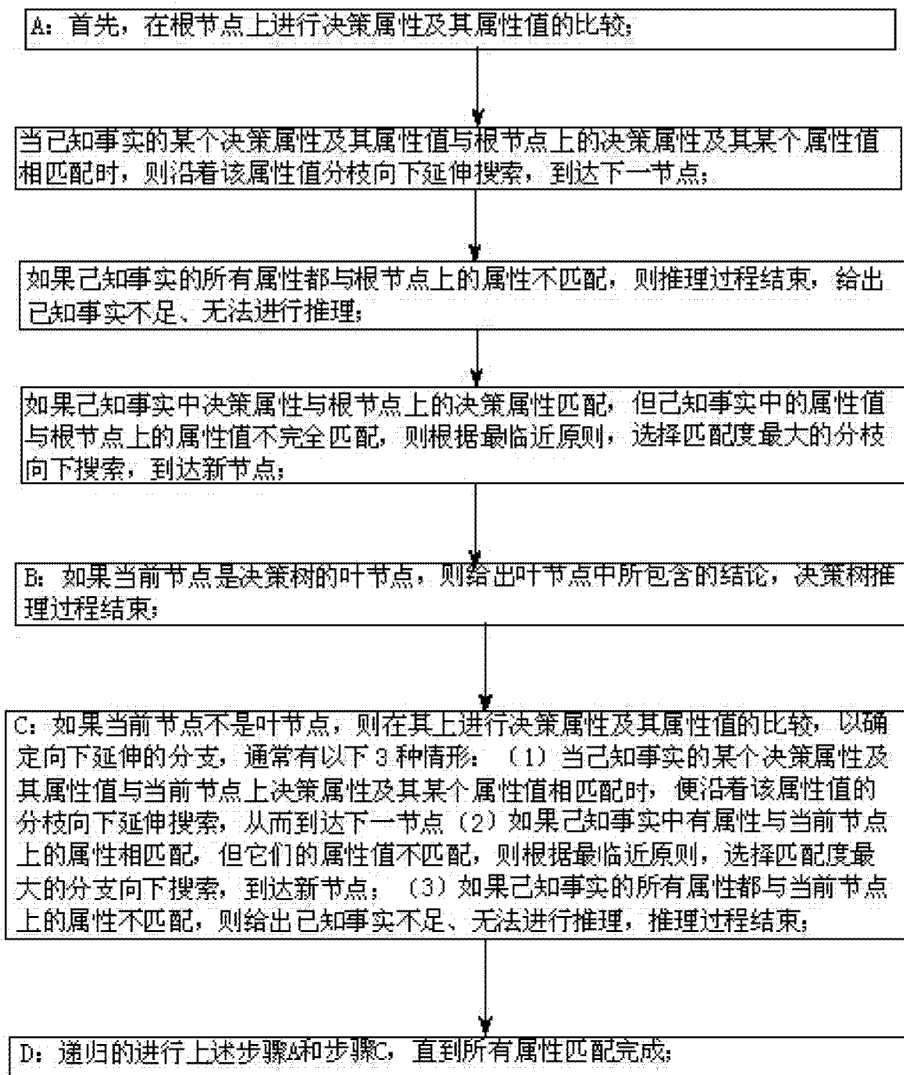 A：首先，在根节点上进行决策属性及其属性值的比较；
当已知事实的某个决策属性及其属性值与根节点上的决策属性及其某个属性值
相匹配时，则沿着该属性值分枝向下延伸搜索，到达下一节点；
如果已知事实的所有属性都与根节点上的属性不匹配，则推理过程结束，给出
已知事实不足、无法进行推理；
如果已知事实中决策属性与根节点上的决策属性匹配，但已知事实中的属性值
与根节点上的属性值不完全匹配，则根据最临近原则，选择匹配度最大的分枝
向下搜索，到达新节点；
B：如果当前节点是决策树的叶节点，则给出叶节点中所包含的结论，决策树推
理过程结束；
C：如果当前节点不是叶节点，则在其上进行决策属性及其属性值的比较，以确
定向下延伸的分支，通常有以下3种情形：（1）当已知事实的某个决策属性及
其属性值与当前节点上决策属性及其某个属性值相匹配时，便沿着该属性值的
分枝向下延伸搜索，从而到达下一节点（2）如果已知事实中有属性与当前节点
上的属性相匹配，但它们的属性值不匹配，则根据最临近原则，选择匹配度最
大的分支向下搜索，到达新节点；（3）如果已知事实的所有属性都与当前节点
上的属性不匹配，则给出已知事实不足、无法进行推理，推理过程结束；
D：递归的进行上述步骤A和步骤C，直到所有属性匹配完成；